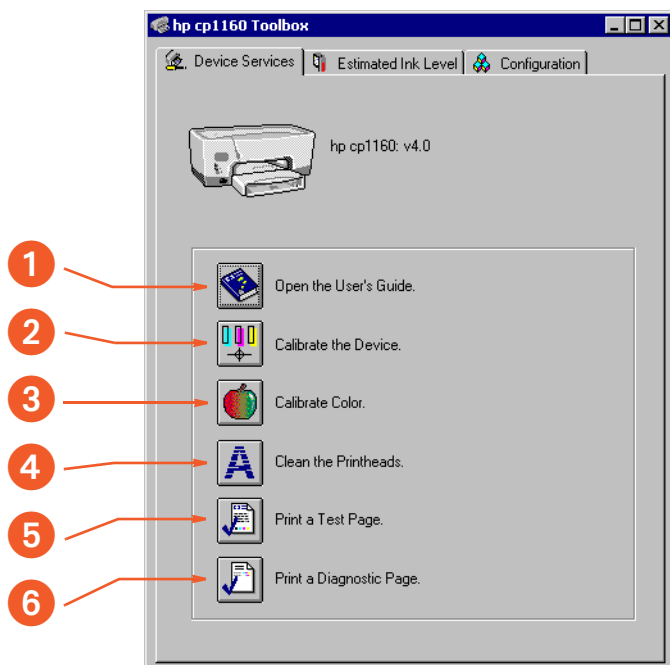 hp cp1160 Toolbox
Device Services Estimated Ink Level Configuration
hp cp1160: v4.0
1 Open the User's Guide.
2 Calibrate the Device.
3 Calibrate Color.
4 Clean the Printheads.
5 Print a Test Page.
6 Print a Diagnostic Page.